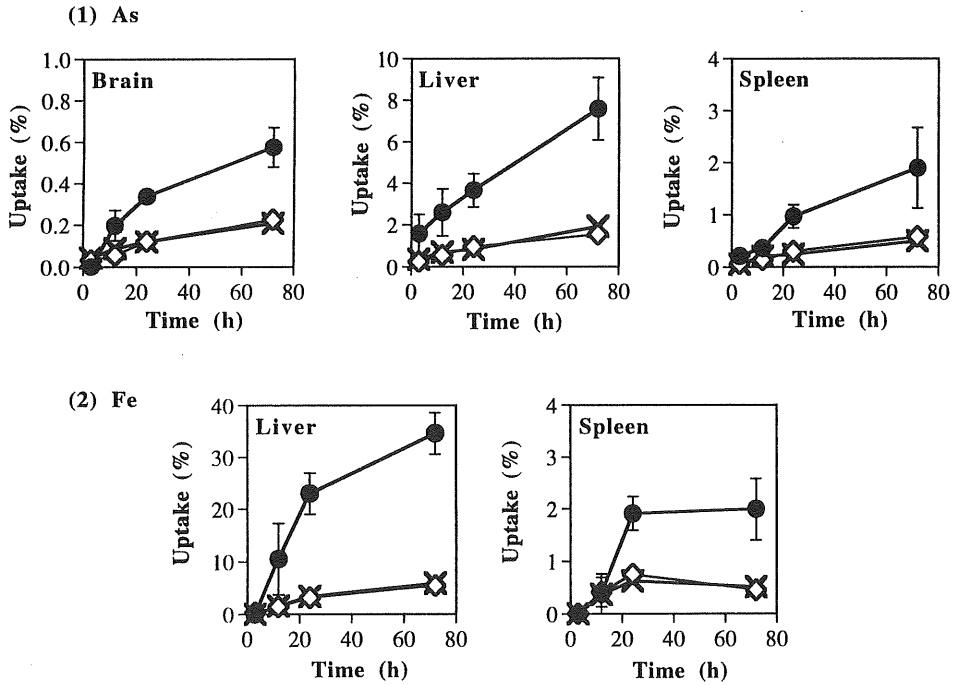 (1) As
Brain
Uptake (%)
1.0
0.8
0.6
0.4
0.2
0.0
0 20 40 60 80
Time (h)
Liver
Uptake (%)
10
8
6
4
2
0
0 20 40 60 80
Time (h)
Spleen
Uptake (%)
4
3
2
1
0
0 20 40 60 80
Time (h)
(2) Fe
Liver
Uptake (%)
40
30
20
10
0
0 20 40 60 80
Time (h)
Spleen
Uptake (%)
4
3
2
1
0
0 20 40 60 80
Time (h)